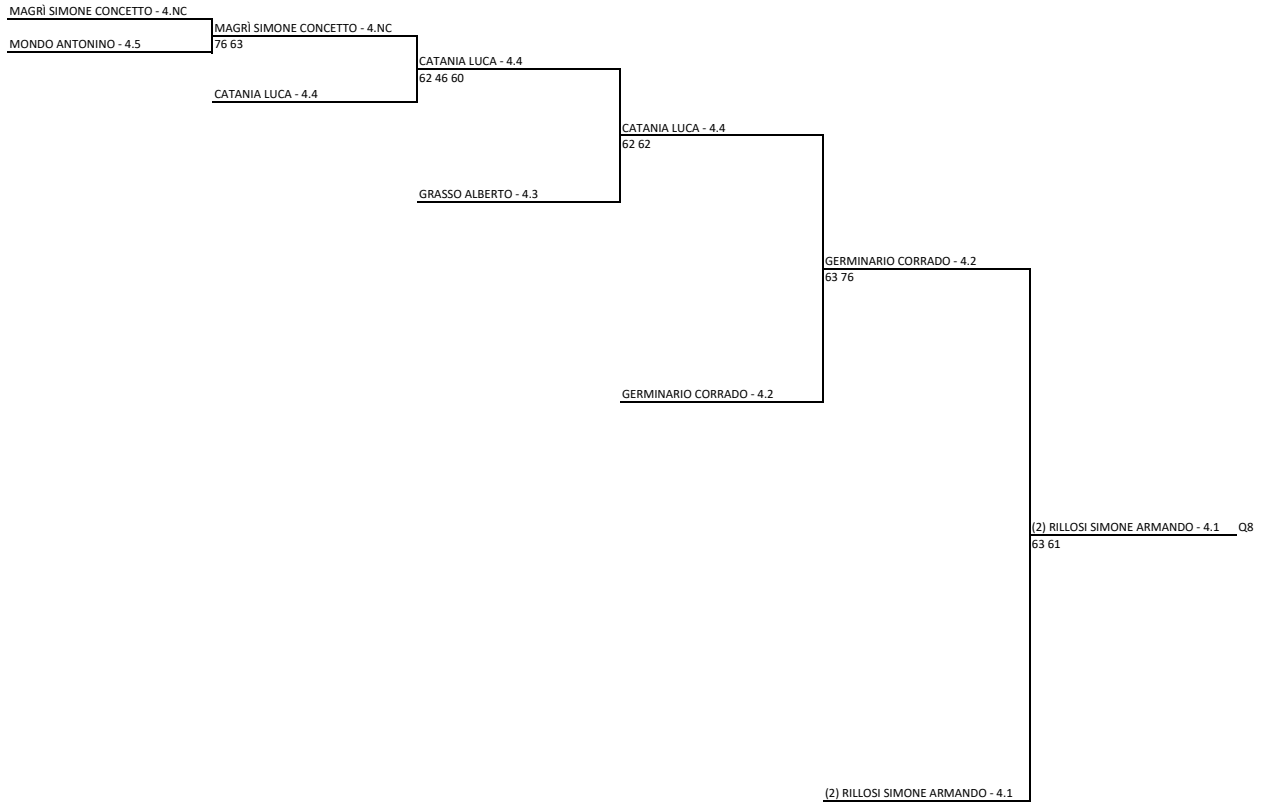 MAGRÌ SIMONE CONCETTO - 4.NC
MAGRÌ SIMONE CONCETTO - 4.NC
MONDO ANTONINO - 4.5
76 63
CATANIA LUCA - 4.4
62 46 60
CATANIA LUCA - 4.4
CATANIA LUCA - 4.4
62 62
GRASSO ALBERTO - 4.3
GERMINARIO CORRADO - 4.2
63 76
GERMINARIO CORRADO - 4.2
(2) RILLOSI SIMONE ARMANDO - 4.1 Q8
63 61
(2) RILLOSI SIMONE ARMANDO - 4.1